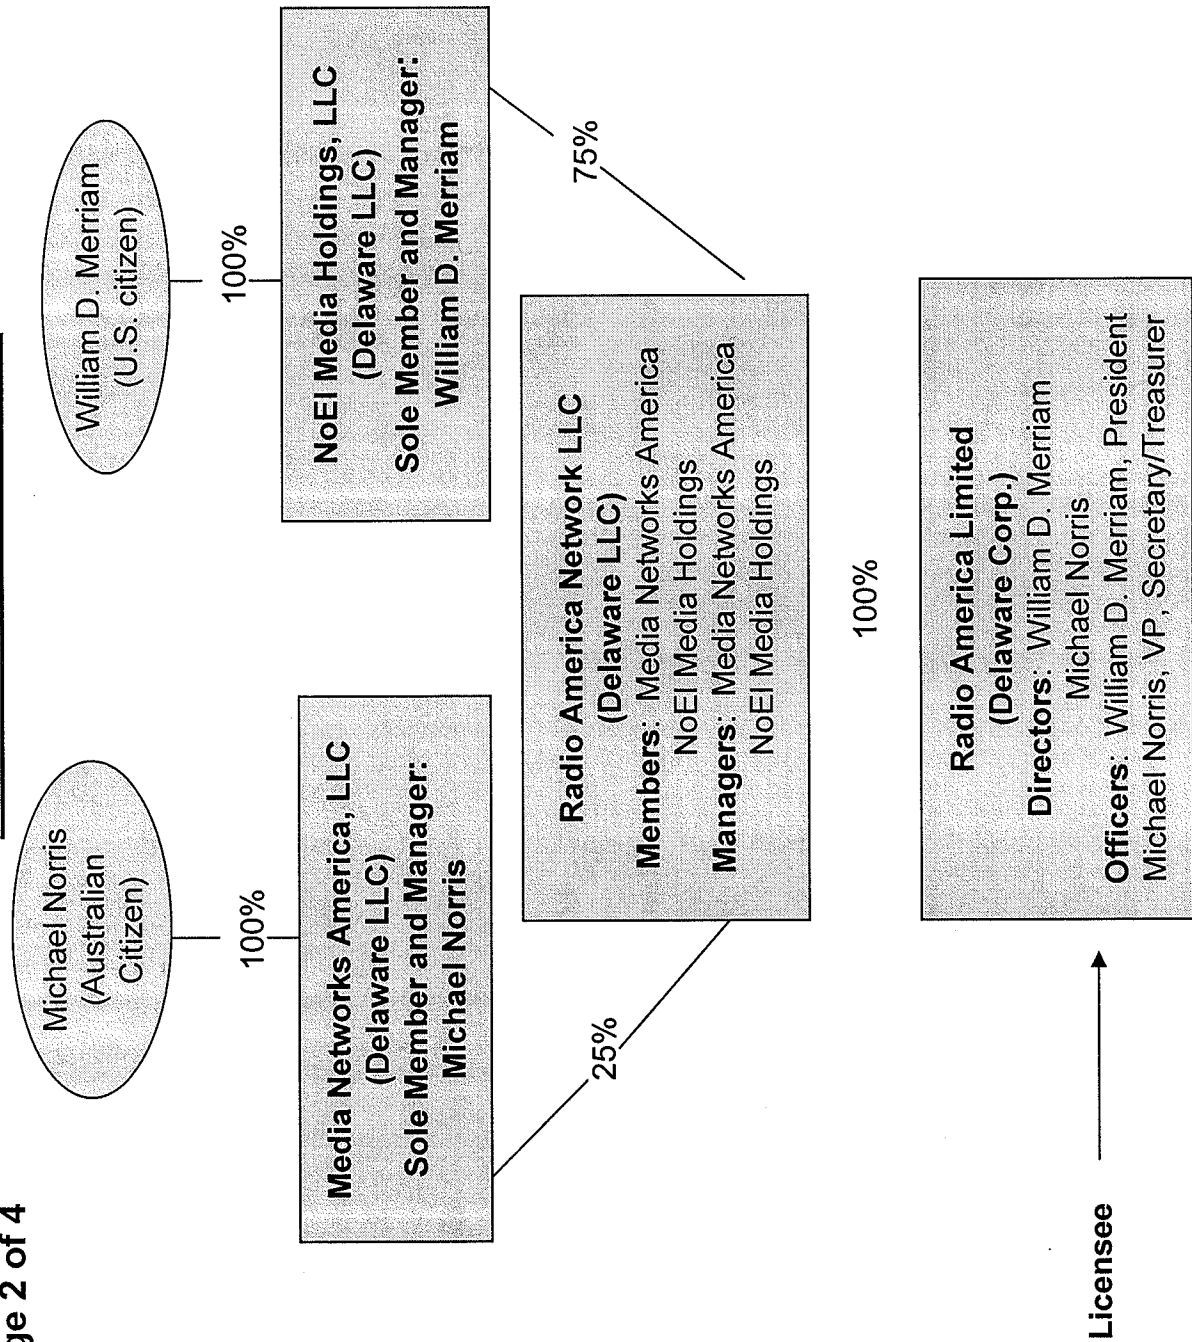 ge 2 of 4
Michael Norris
(Australian
Citizen)
William D. Merriam
(U.S. citizen)
100%
100%
Media Networks America, LLC
(Delaware LLC)
Sole Member and Manager:
Michael Norris
NoEl Media Holdings, LLC
(Delaware LLC)
Sole Member and Manager:
William D. Merriam
25%
75%
Radio America Network LLC
(Delaware LLC)
Members: Media Networks America
NoEl Media Holdings
Managers: Media Networks America
NoEl Media Holdings
100%
Licensee
Radio America Limited
(Delaware Corp.)
Directors: William D. Merriam
Michael Norris
Officers: William D. Merriam, President
Michael Norris, VP, Secretary/Treasurer